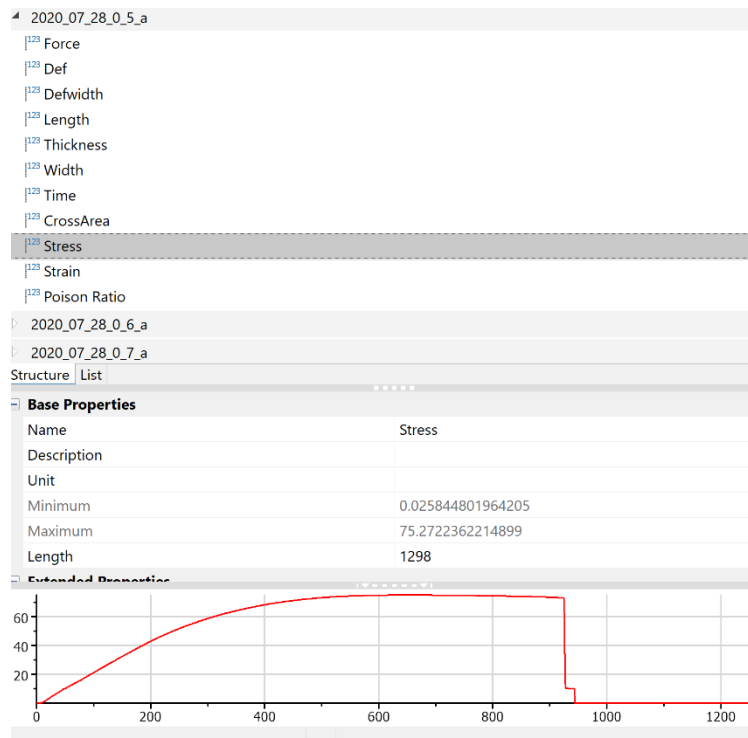 2020_07_28_0_5_a
123 Force
123 Def
123 Defwidth
123 Length
123 Thickness
123 Width
123 Time
123 CrossArea
123 Stress
123 Strain
123 Poison Ratio
2020_07_28_0_6_a
2020_07_28_0_7_a
Structure List
Base Properties
Name Stress
Description
Unit
Minimum 0.025844801964205
Maximum 75.2722362214899
Length 1298
Extended Properties
60
40
20
0 200 400 600 800 1000 1200